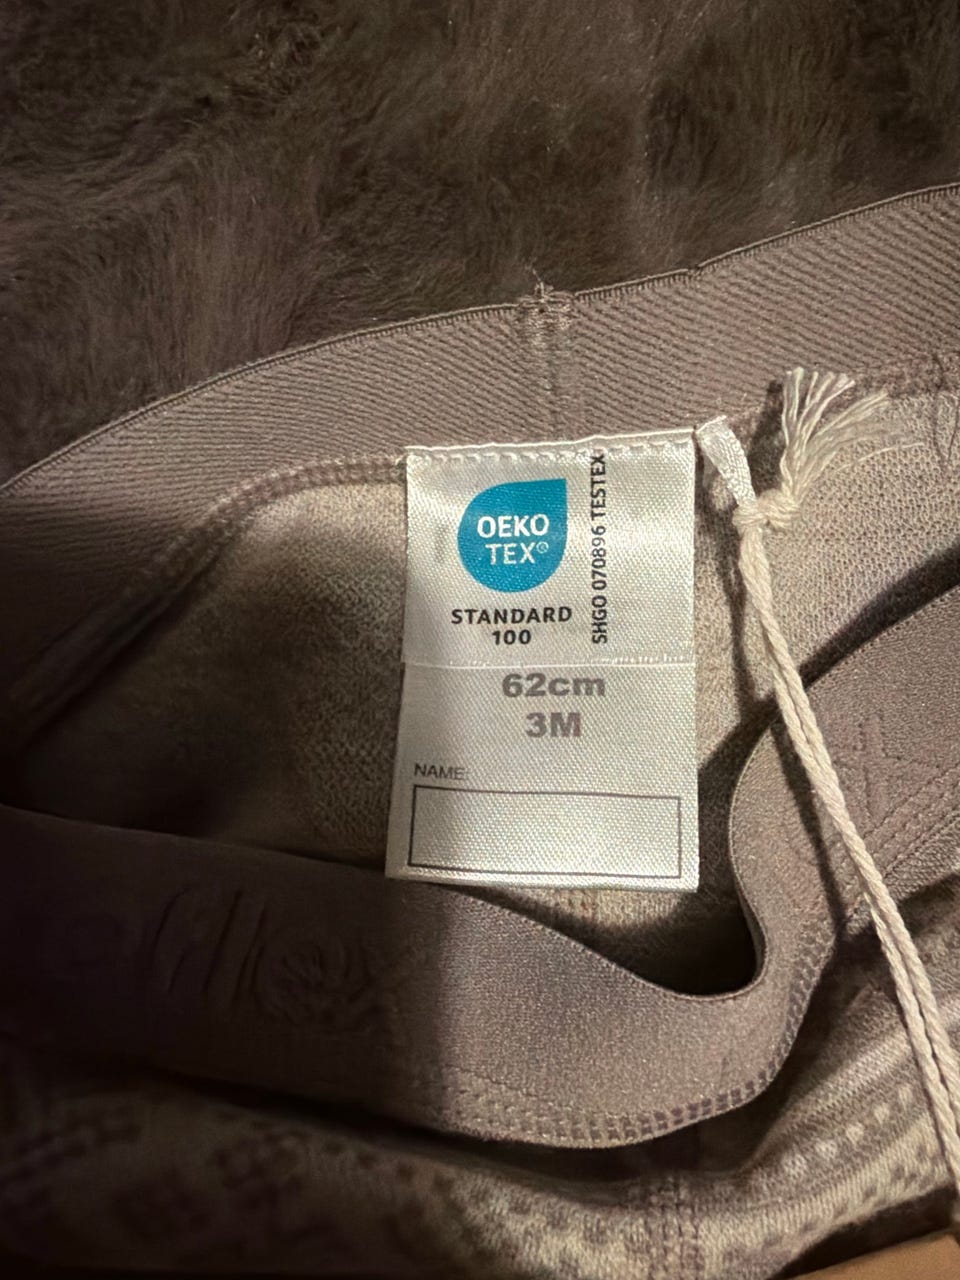 OEKO
TEX®
STANDARD
100
SHGO 070896 TESTEX
62cm
3M
NAME: